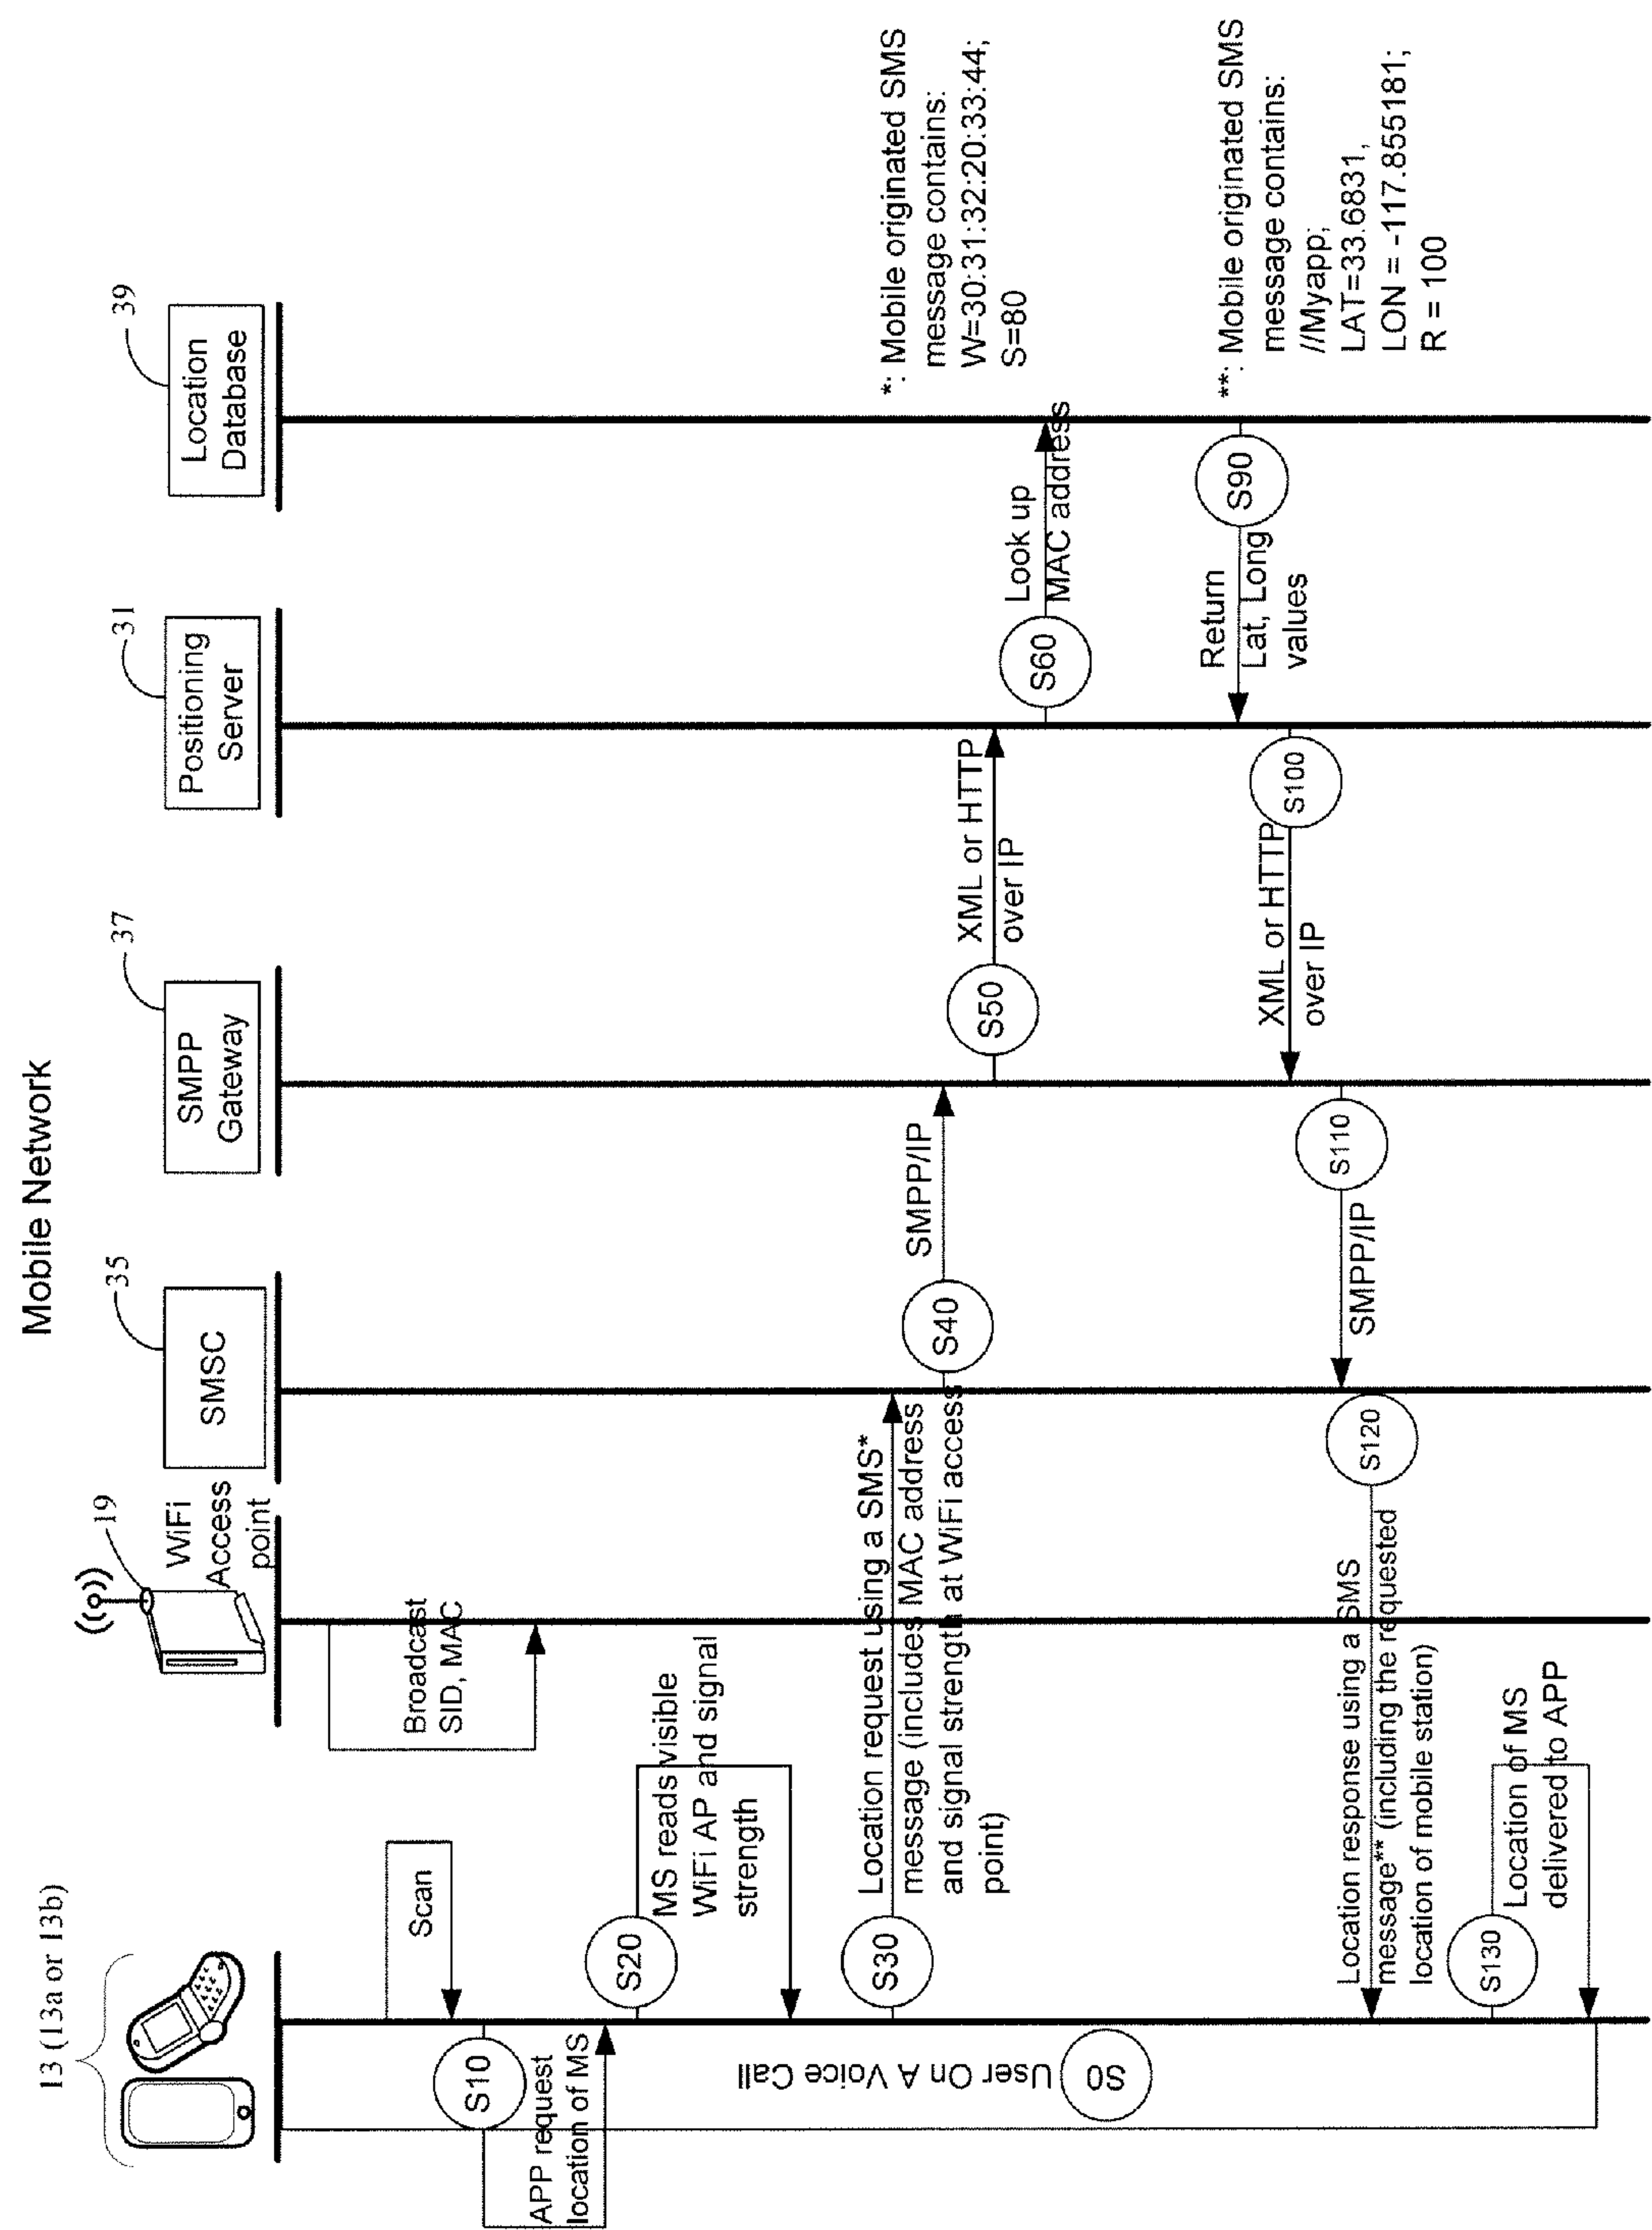 Mobile Network
13 (13a or 13b)
19
WiFi
Access
point
35
SMSC
37
SMPP
Gateway
31
Positioning
Server
39
Location
Database
Broadcast
SID, MAC
Scan
S10
APP request
location of MS
S20
MS reads visible
WiFi AP and signal
strength
S0
User On A Voice Call
S30
Location request using a SMS*
message (includes MAC address
and signal strength at WiFi access
point)
S40
SMPP/IP
S50
XML or HTTP
over IP
S60
Look up
MAC address
*: Mobile originated SMS
message contains:
W=30:31:32:20:33:44;
S=80
S90
Return
Lat, Long
values
S100
XML or HTTP
over IP
S110
SMPP/IP
S120
Location response using a SMS
message** (including the requested
location of mobile station)
S130
Location of MS
delivered to APP
**: Mobile originated SMS
message contains:
//Myapp;
LAT=33.6831,
LON = -117.855181;
R = 100